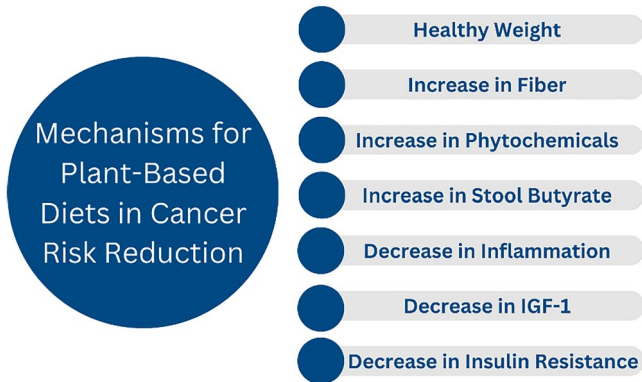 Mechanisms for
Plant-Based
Diets in Cancer
Risk Reduction
Healthy Weight
Increase in Fiber
Increase in Phytochemicals
Increase in Stool Butyrate
Decrease in Inflammation
Decrease in IGF-1
Decrease in Insulin Resistance